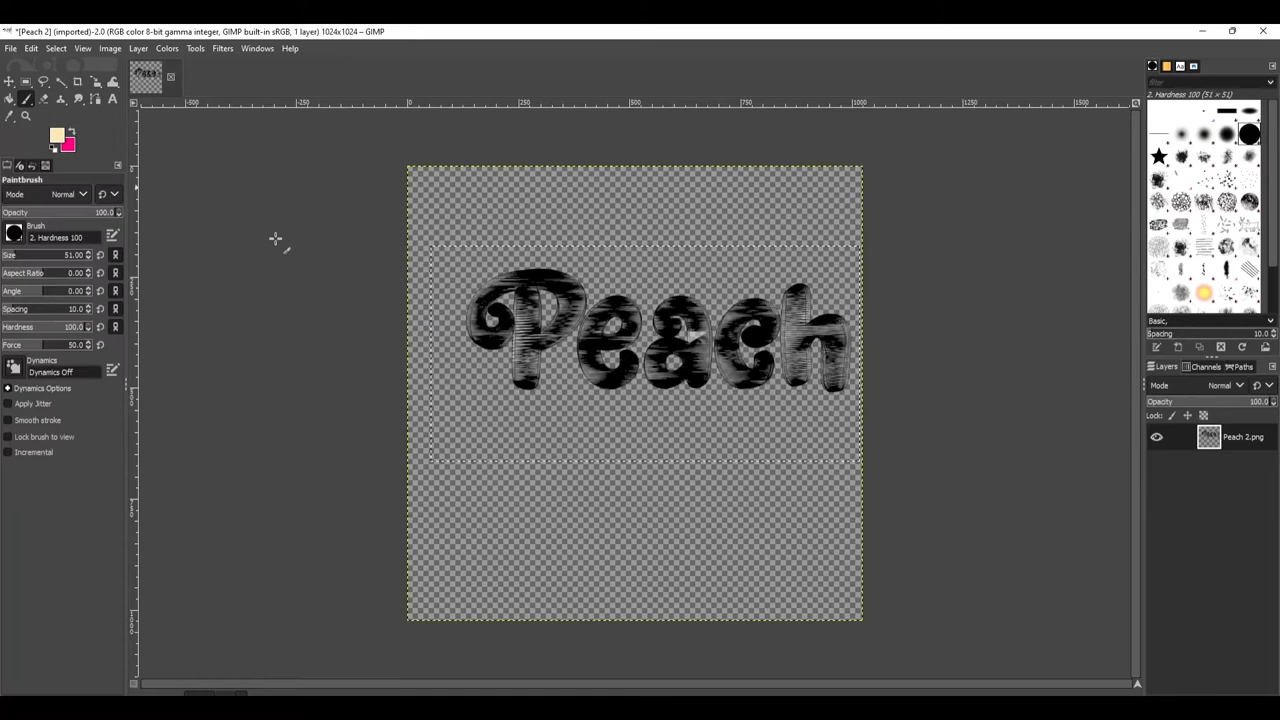 *[Peach 2] (imported)-2.0 (RGB color 8-bit gamma integer, GIMP built-in sRGB, 1 layer) 1024x1024 – GIMP
File Edit Select View Image Layer Colors Tools Filters Windows Help
-500 -250 0 250 500 750 1000 1250 1500
filter
2. Hardness 100 (51 × 51)
Paintbrush
Mode Normal
Opacity 100.0
Brush
2. Hardness 100
Size 51.00
Aspect Ratio 0.00
Angle 0.00
Spacing 10.0
Hardness 100.0
Force 50.0
Dynamics
Dynamics Off
Dynamics Options
Apply Jitter
Smooth stroke
Lock brush to view
Incremental
Peach
Basic,
Spacing 10.0
Layers Channels Paths
Mode Normal
Opacity 100.0
Lock:
Peach 2.png